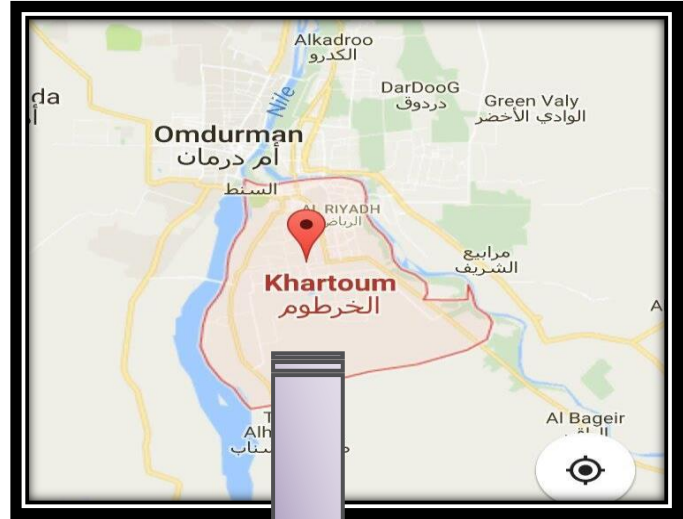 Alkadroo
الكدرو
DarDooG
دردوق
Green Valy
الوادي الأخضر
Nile
Omdurman
أم درمان
السنط
AL RIYADH
الرياض
مرابيع
الشريف
Khartoum
الخرطوم
Al Bageir